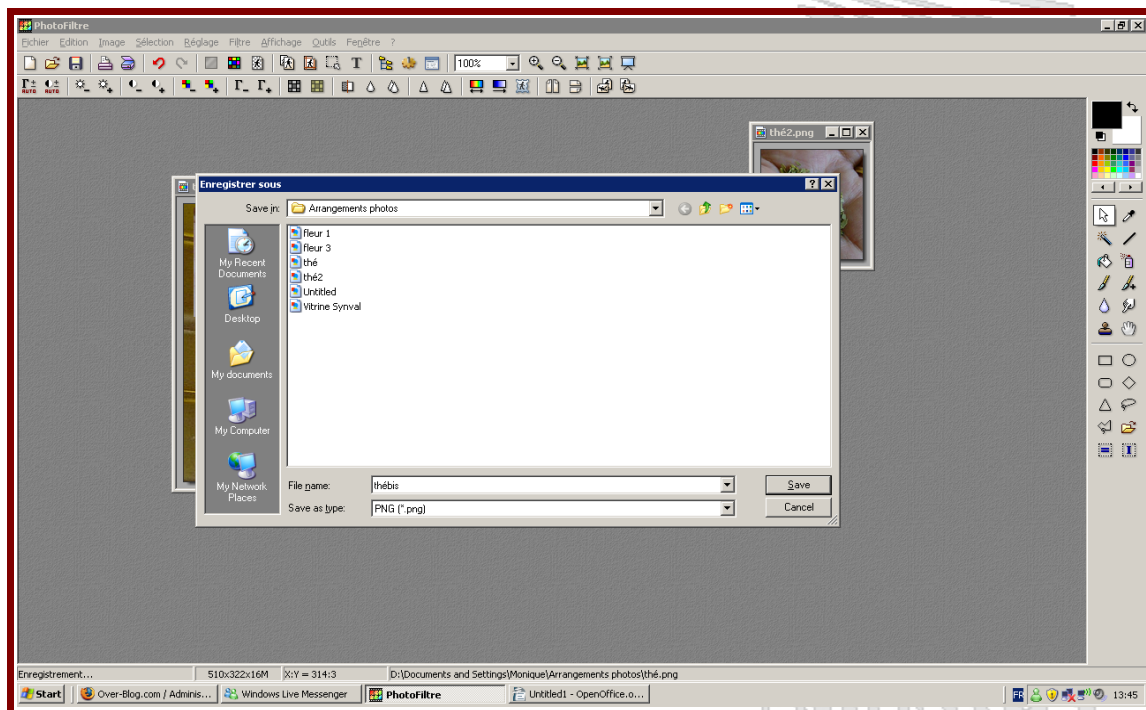 PhotoFiltre
Fichier Edition Image Sélection Réglage Filtre Affichage Outils Fenêtre ?
T 100%
AUTO AUTO
thé2.png
Enregistrer sous
Save in: Arrangements photos
My Recent Documents
Desktop
My documents
My Computer
My Network Places
fleur 1
fleur 3
thé
thé2
Untitled
Vitrine Synval
File name: thébis Save
Save as type: PNG (*.png) Cancel
Enregistrement... 510x322x16M X:Y = 314:3 D:\Documents and Settings\Monique\Arrangements photos\thé.png
Start Over-Blog.com / Adminis... Windows Live Messenger PhotoFiltre Untitled1 - OpenOffice.o... FR 13:45